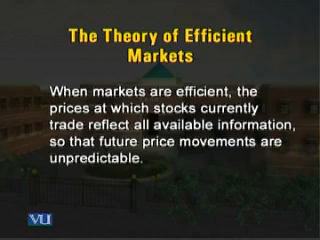 The Theory of Efficient
Markets
When markets are efficient, the
prices at which stocks currently
trade reflect all available information,
so that future price movements are
unpredictable.
VU